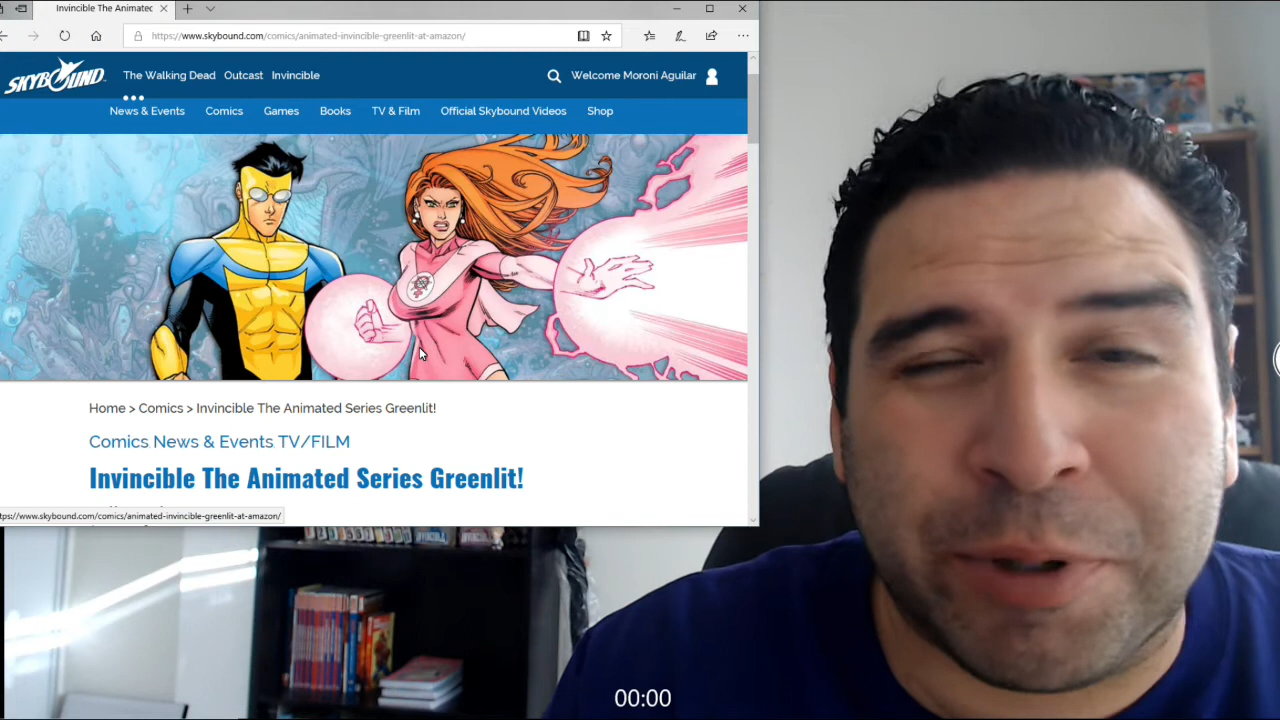 Invincible The Animated
https://www.skybound.com/comics/animated-invincible-greenlit-at-amazon/
SKYBOUND
The Walking Dead Outcast Invincible
Welcome Moroni Aguilar
News & Events Comics Games Books TV & Film Official Skybound Videos Shop
Home > Comics > Invincible The Animated Series Greenlit!
Comics News & Events TV/FILM
Invincible The Animated Series Greenlit!
tps://www.skybound.com/comics/animated-invincible-greenlit-at-amazon/
00:00